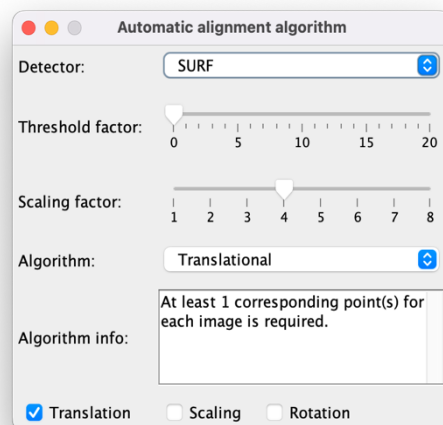 Automatic alignment algorithm
Detector: SURF
Threshold factor:
0 5 10 15 20
Scaling factor:
1 2 3 4 5 6 7 8
Algorithm: Translational
At least 1 corresponding point(s) for
each image is required.
Algorithm info:
Translation Scaling Rotation